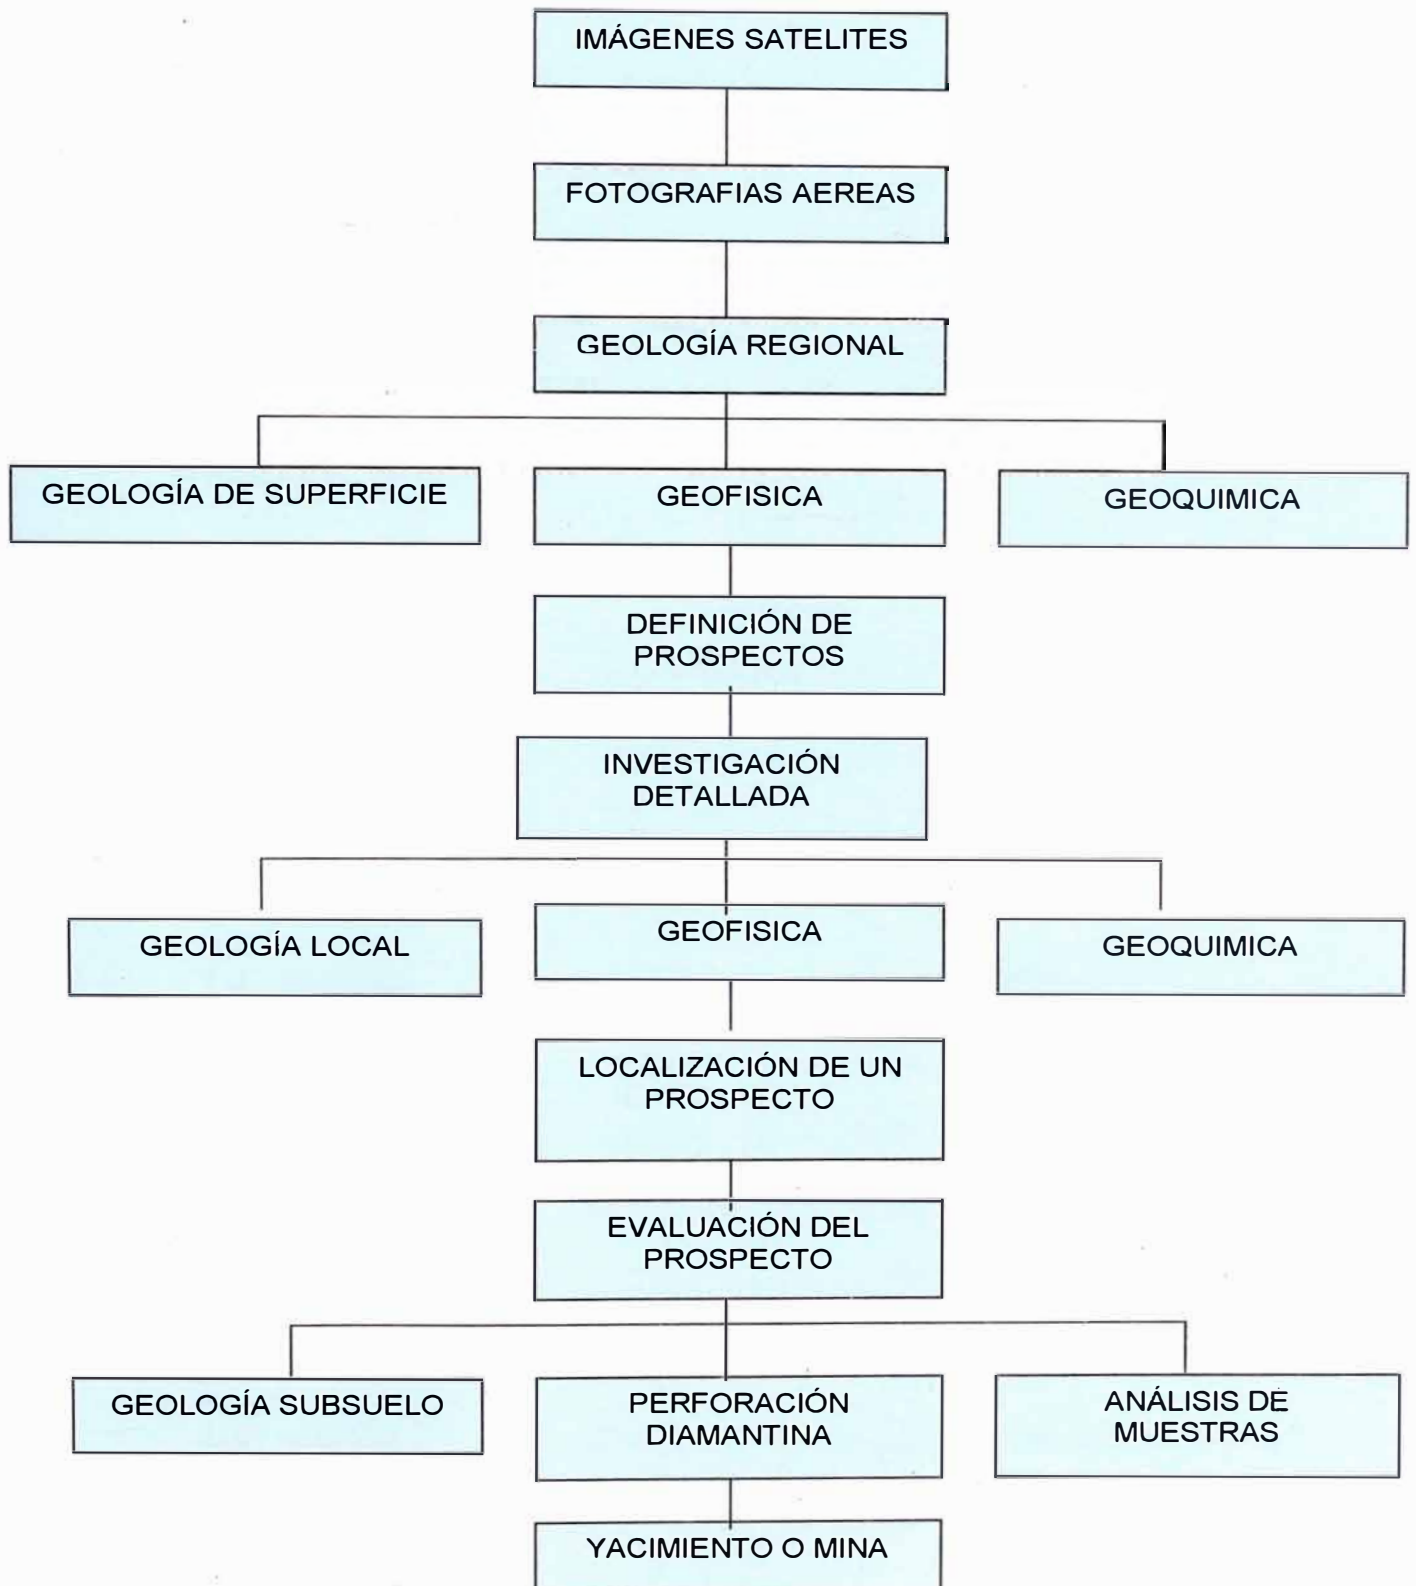 IMÁGENES SATELITES
FOTOGRAFIAS AEREAS
GEOLOGÍA REGIONAL
GEOLOGÍA DE SUPERFICIE
GEOFISICA
GEOQUIMICA
DEFINICIÓN DE
PROSPECTOS
INVESTIGACIÓN
DETALLADA
GEOLOGÍA LOCAL
GEOFISICA
GEOQUIMICA
LOCALIZACIÓN DE UN
PROSPECTO
EVALUACIÓN DEL
PROSPECTO
GEOLOGÍA SUBSUELO
PERFORACIÓN
DIAMANTINA
ANÁLISIS DE
MUESTRAS
YACIMIENTO O MINA